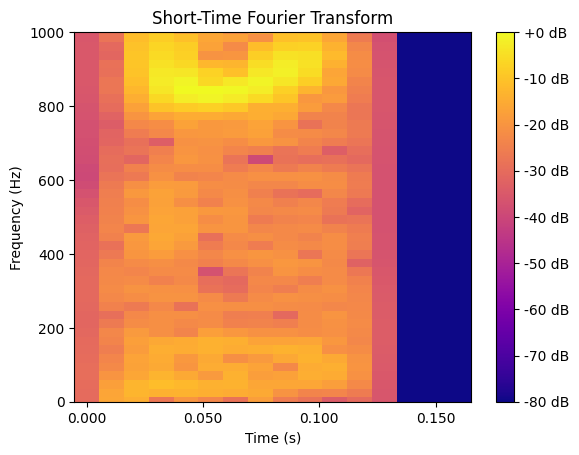 Short-Time Fourier Transform
1000
800
600
400
200
0
Frequency (Hz)
0.000
0.050
0.100
0.150
Time (s)
+0 dB
-10 dB
-20 dB
-30 dB
-40 dB
-50 dB
-60 dB
-70 dB
-80 dB